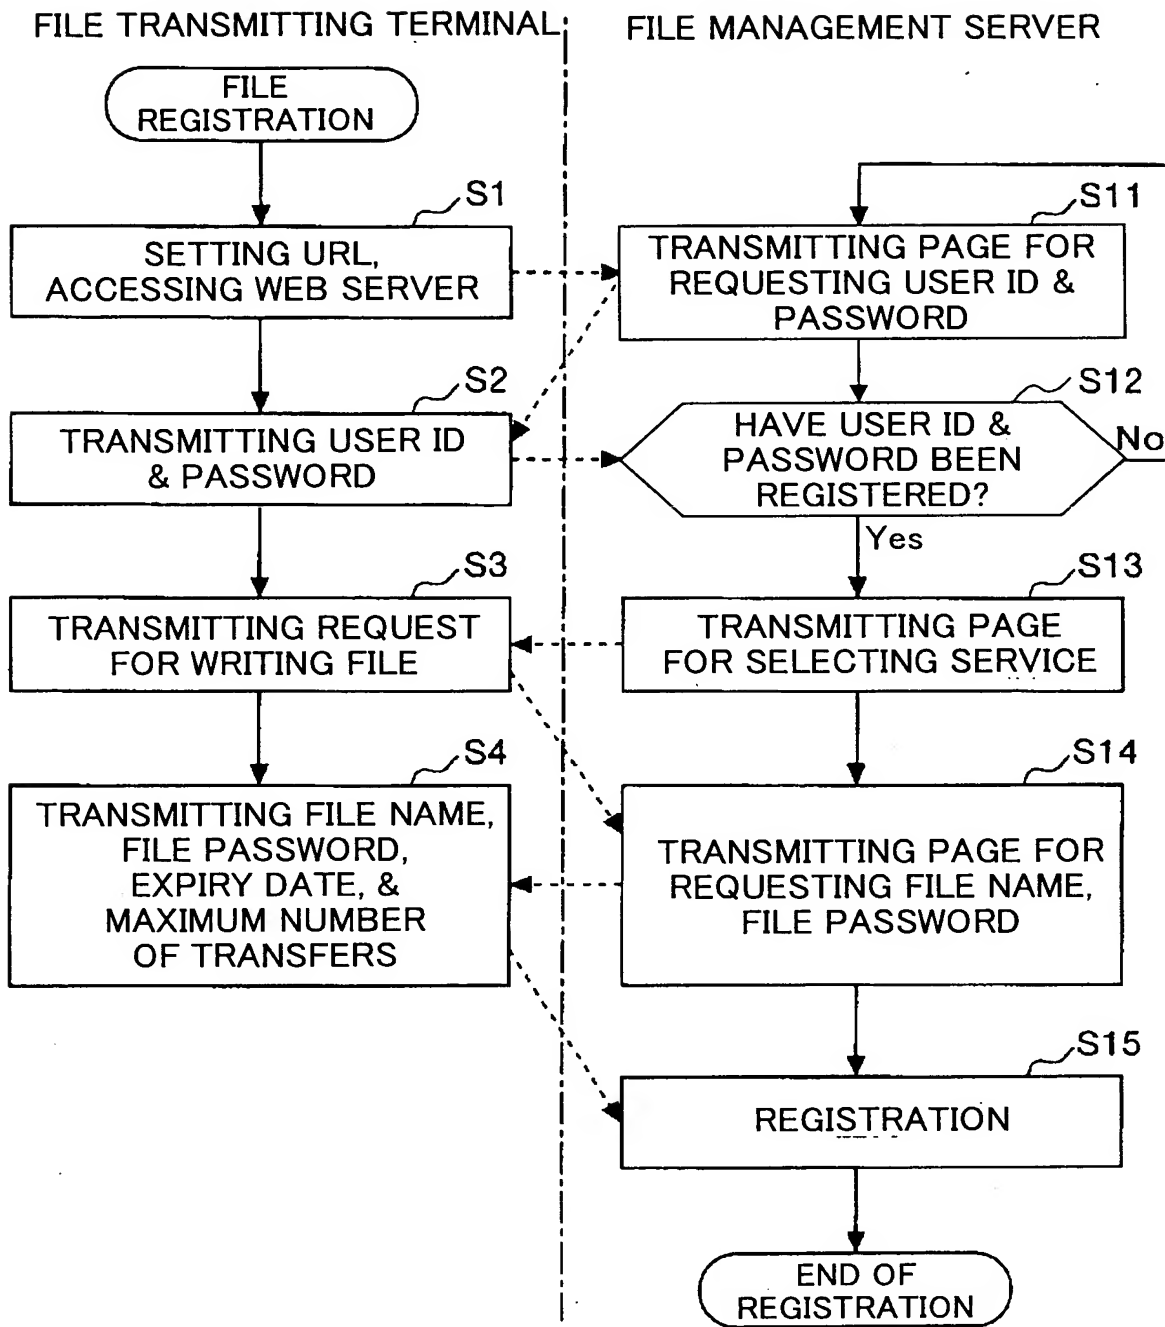 FILE TRANSMITTING TERMINAL
FILE MANAGEMENT SERVER
FILE
REGISTRATION
S1
SETTING URL,
ACCESSING WEB SERVER
S11
TRANSMITTING PAGE FOR
REQUESTING USER ID &
PASSWORD
S2
TRANSMITTING USER ID
& PASSWORD
S12
HAVE USER ID &
PASSWORD BEEN
REGISTERED?
No
Yes
S3
TRANSMITTING REQUEST
FOR WRITING FILE
S13
TRANSMITTING PAGE
FOR SELECTING SERVICE
S4
TRANSMITTING FILE NAME,
FILE PASSWORD,
EXPIRY DATE, &
MAXIMUM NUMBER
OF TRANSFERS
S14
TRANSMITTING PAGE FOR
REQUESTING FILE NAME,
FILE PASSWORD
S15
REGISTRATION
END OF
REGISTRATION